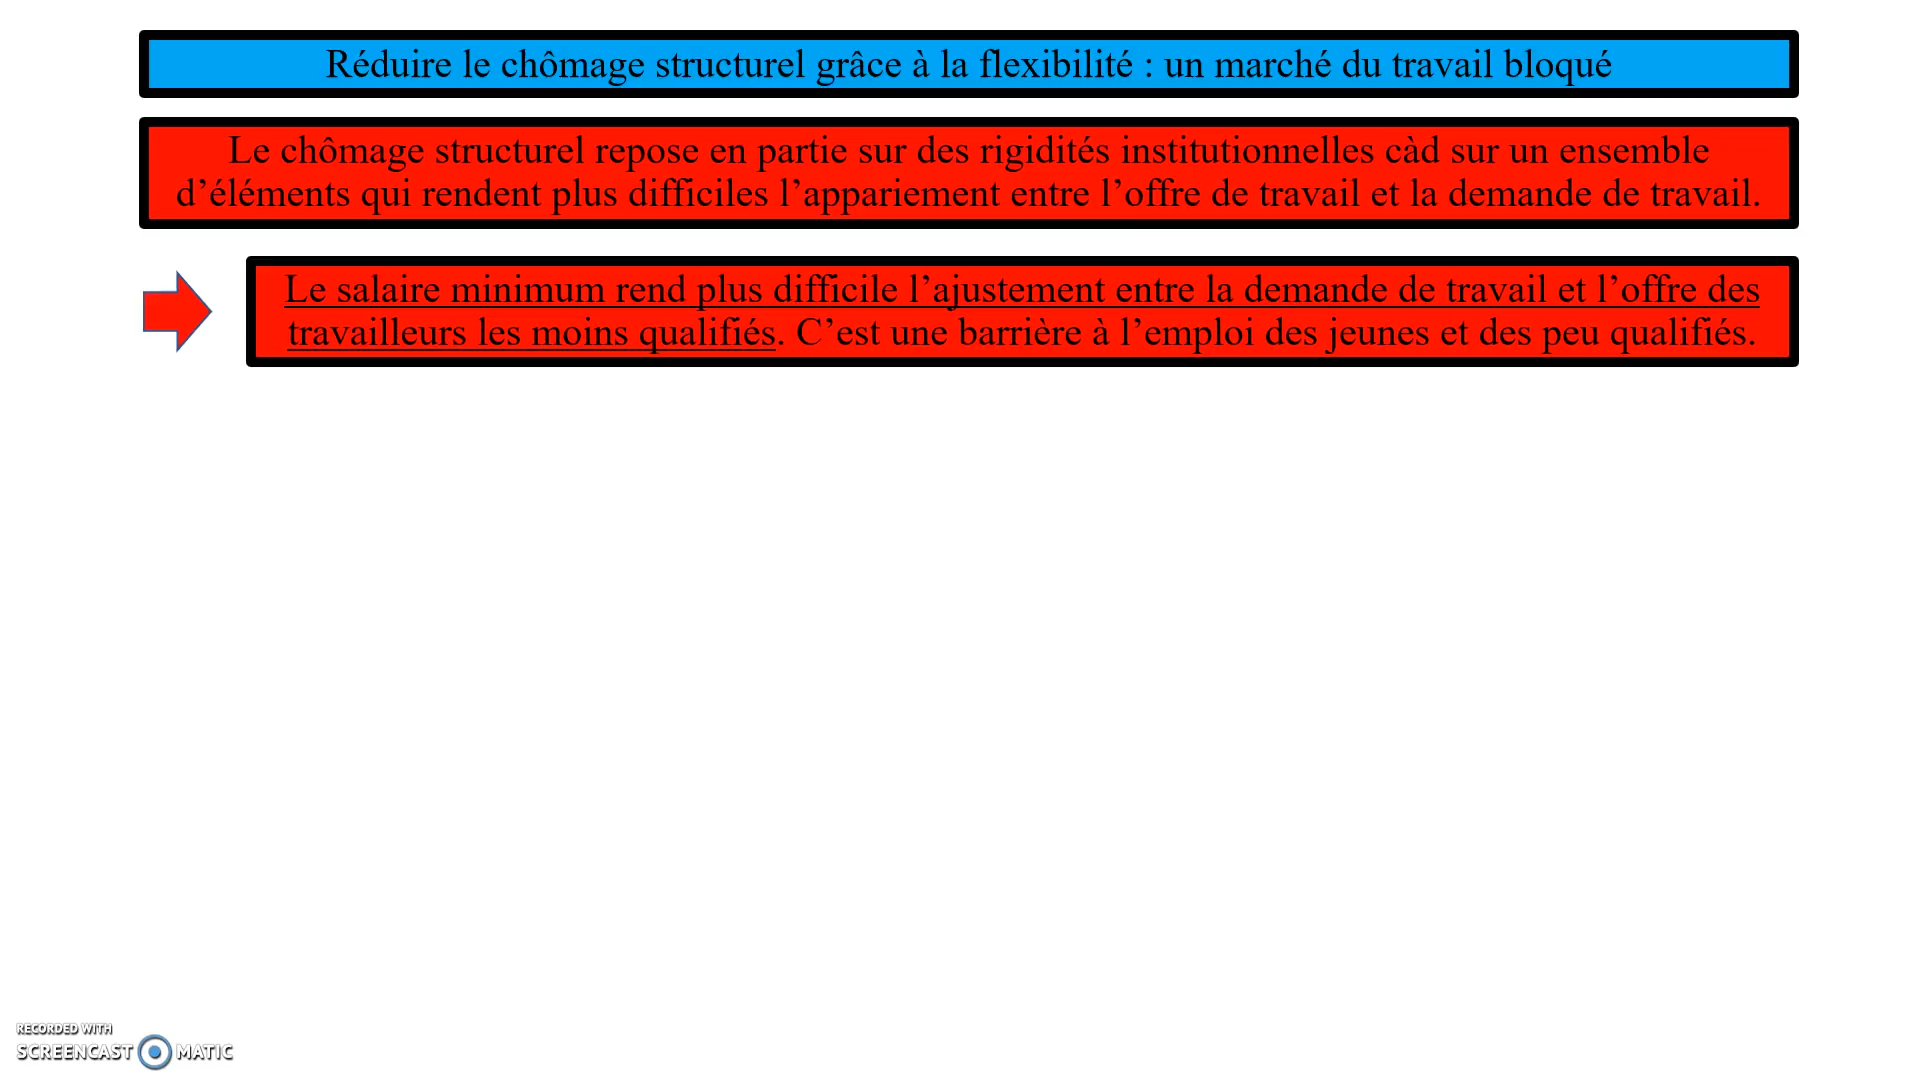 Réduire le chômage structurel grâce à la flexibilité : un marché du travail bloqué
Le chômage structurel repose en partie sur des rigidités institutionnelles càd sur un ensemble
d’éléments qui rendent plus difficiles l’appariement entre l’offre de travail et la demande de travail.
Le salaire minimum rend plus difficile l’ajustement entre la demande de travail et l’offre des
travailleurs les moins qualifiés. C’est une barrière à l’emploi des jeunes et des peu qualifiés.
RECORDED WITH
SCREENCAST MATIC